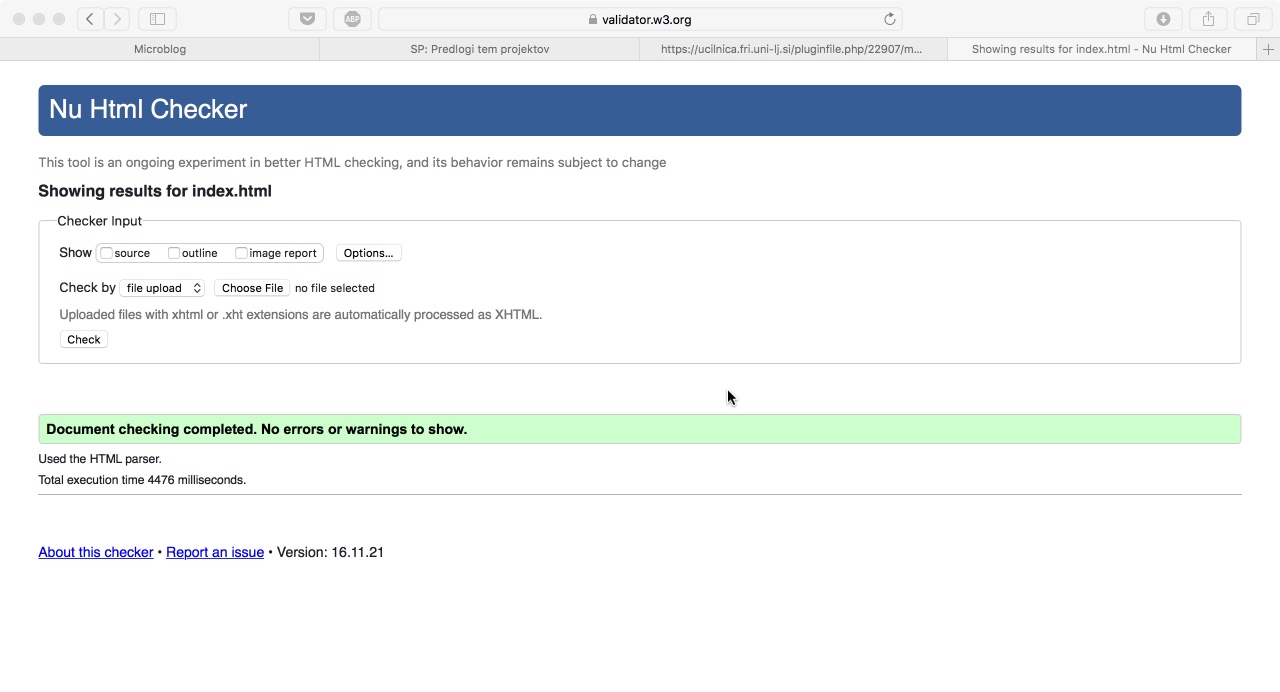 ABP
validator.w3.org
Microblog
SP: Predlogi tem projektov
https://ucilnica.fri.uni-lj.si/pluginfile.php/22907/m...
Showing results for index.html - Nu Html Checker
Nu Html Checker
This tool is an ongoing experiment in better HTML checking, and its behavior remains subject to change
Showing results for index.html
Checker Input
Show source outline image report Options...
Check by file upload Choose File no file selected
Uploaded files with xhtml or .xht extensions are automatically processed as XHTML.
Check
Document checking completed. No errors or warnings to show.
Used the HTML parser.
Total execution time 4476 milliseconds.
About this checker • Report an issue • Version: 16.11.21